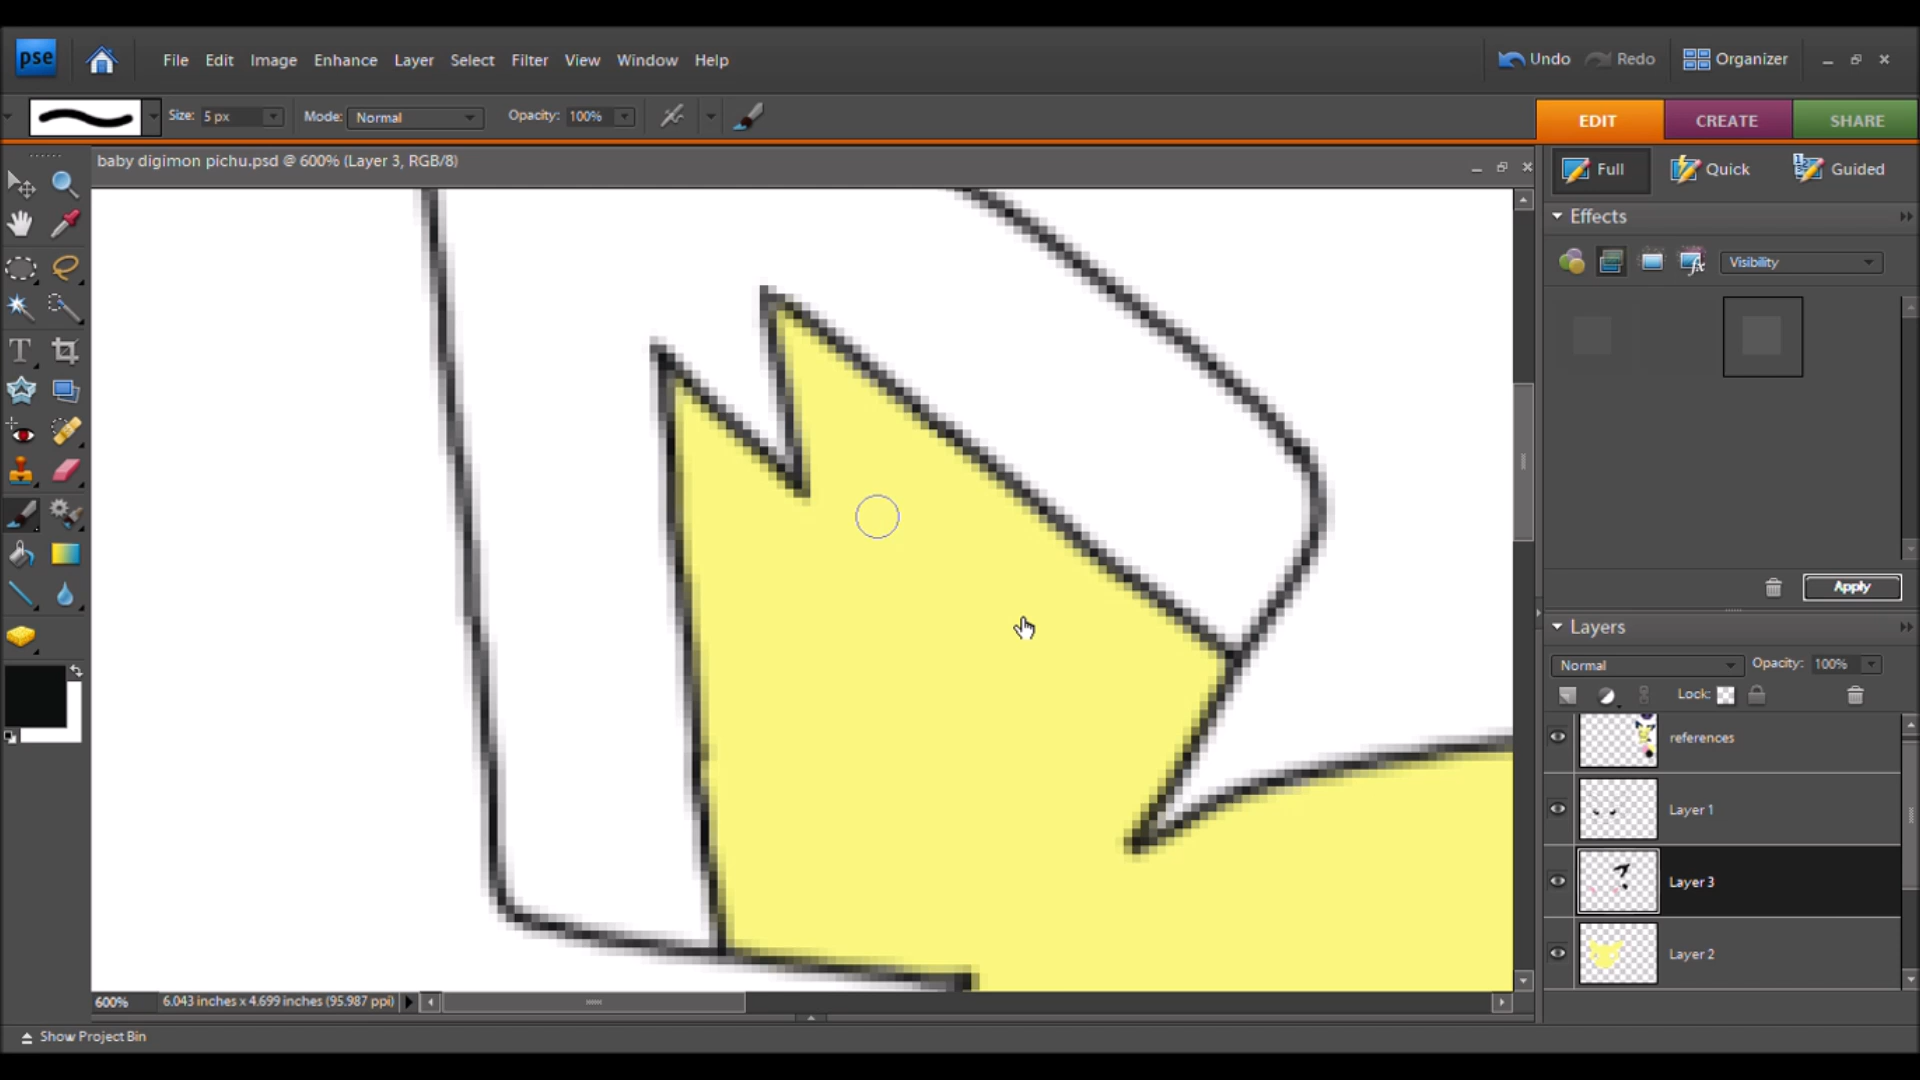 pse File Edit Image Enhance Layer Select Filter View Window Help Undo Redo Organizer
Size: 5 px Mode: Normal Opacity: 100% EDIT CREATE SHARE
baby digimon pichu.psd @ 600% (Layer 3, RGB/8)
Full Quick Guided
Effects
Visibility
Apply
Layers
Normal Opacity: 100%
Lock:
references
Layer 1
Layer 3
Layer 2
600% 6.043 inches x 4.699 inches (95.987 ppi)
Show Project Bin